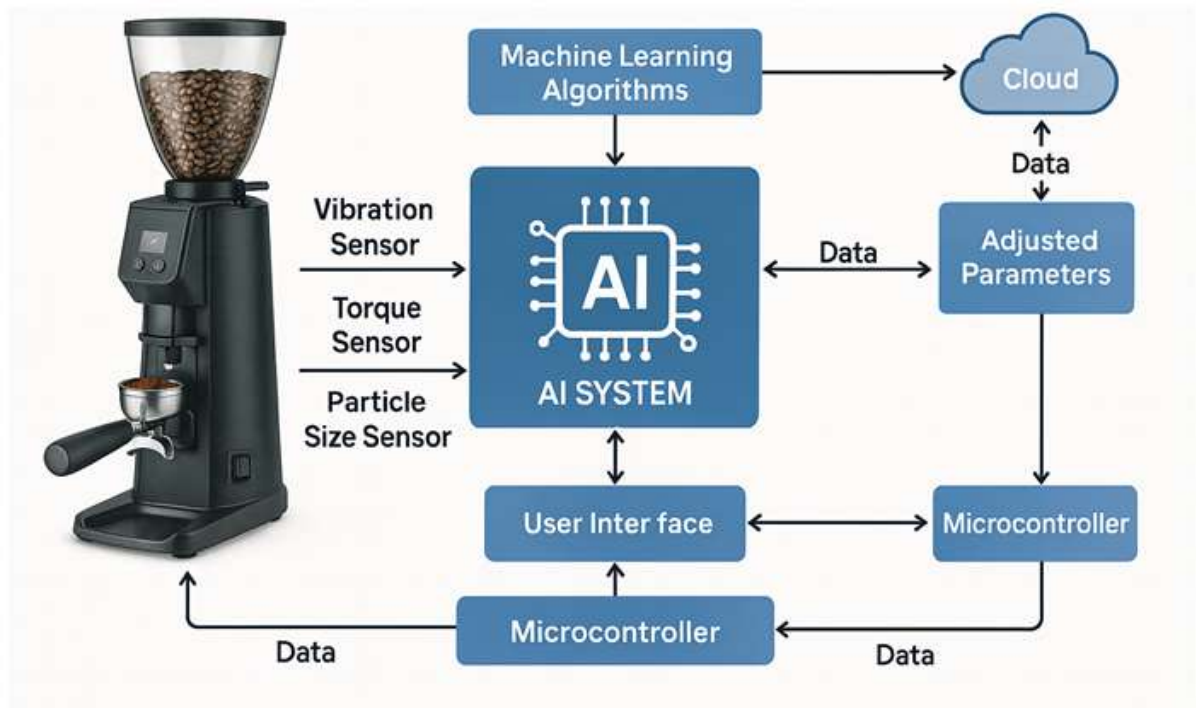 Machine Learning
Algorithms
Cloud
Data
Vibration
Sensor
Torque
Sensor
Particle
Size Sensor
AI
AI SYSTEM
Data
Adjusted
Parameters
User Inter face
Microcontroller
Microcontroller
Data
Data